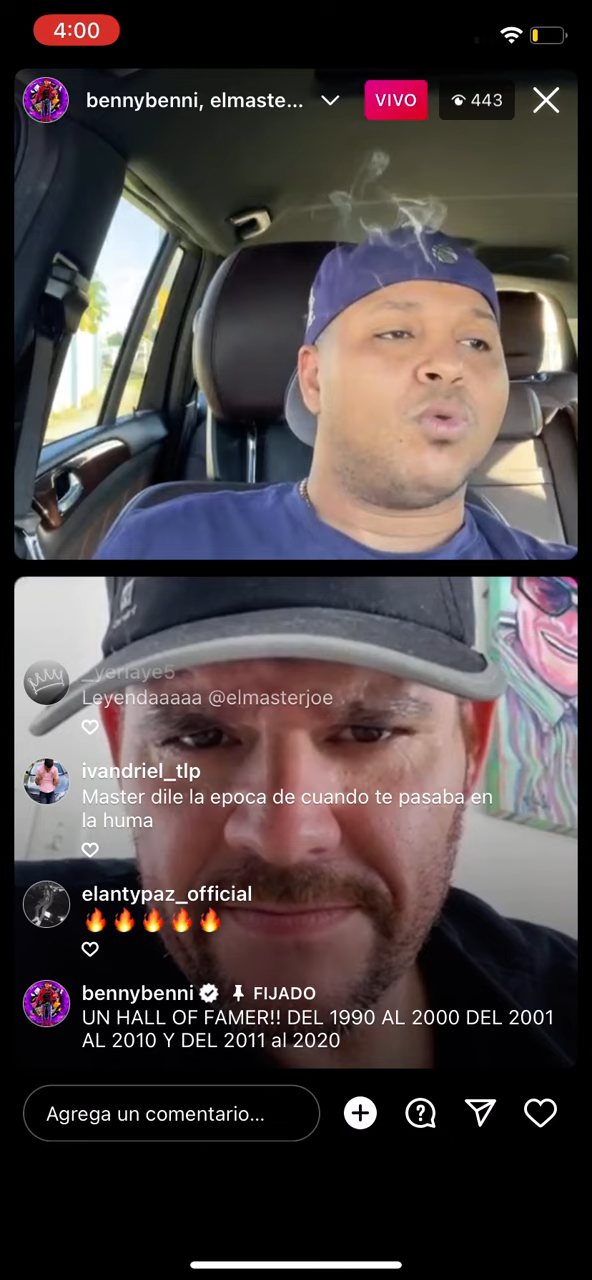 4:00
bennybenni, elmaste...
VIVO
443
_yeriaye5
Leyendaaaaa @elmasterjoe
ivandriel_tlp
Master dile la epoca de cuando te pasaba en
la huma
elantypaz_official
🔥🔥🔥🔥🔥
bennybenni
FIJADO
UN HALL OF FAMER!! DEL 1990 AL 2000 DEL 2001
AL 2010 Y DEL 2011 al 2020
Agrega un comentario...